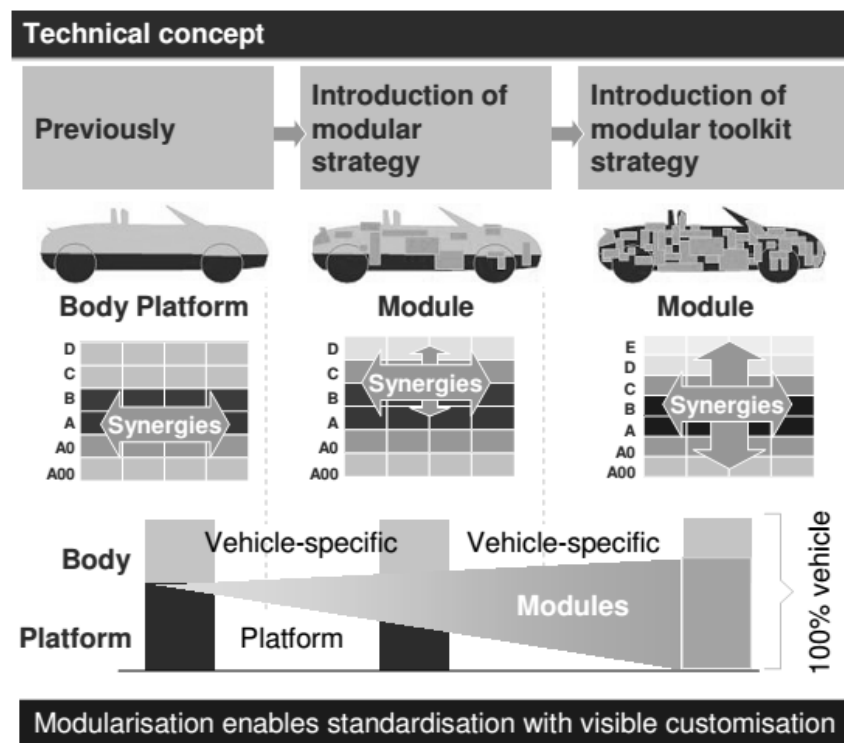 Technical concept
Previously
Introduction of
modular
strategy
Introduction of
modular toolkit
strategy
Body Platform
Module
Module
D
C
B
A
A0
A00
Synergies
D
C
B
A
A0
A00
Synergies
E
D
C
B
A
A0
A00
Synergies
Body
Platform
Vehicle-specific
Vehicle-specific
Platform
Modules
100% vehicle
Modularisation enables standardisation with visible customisation